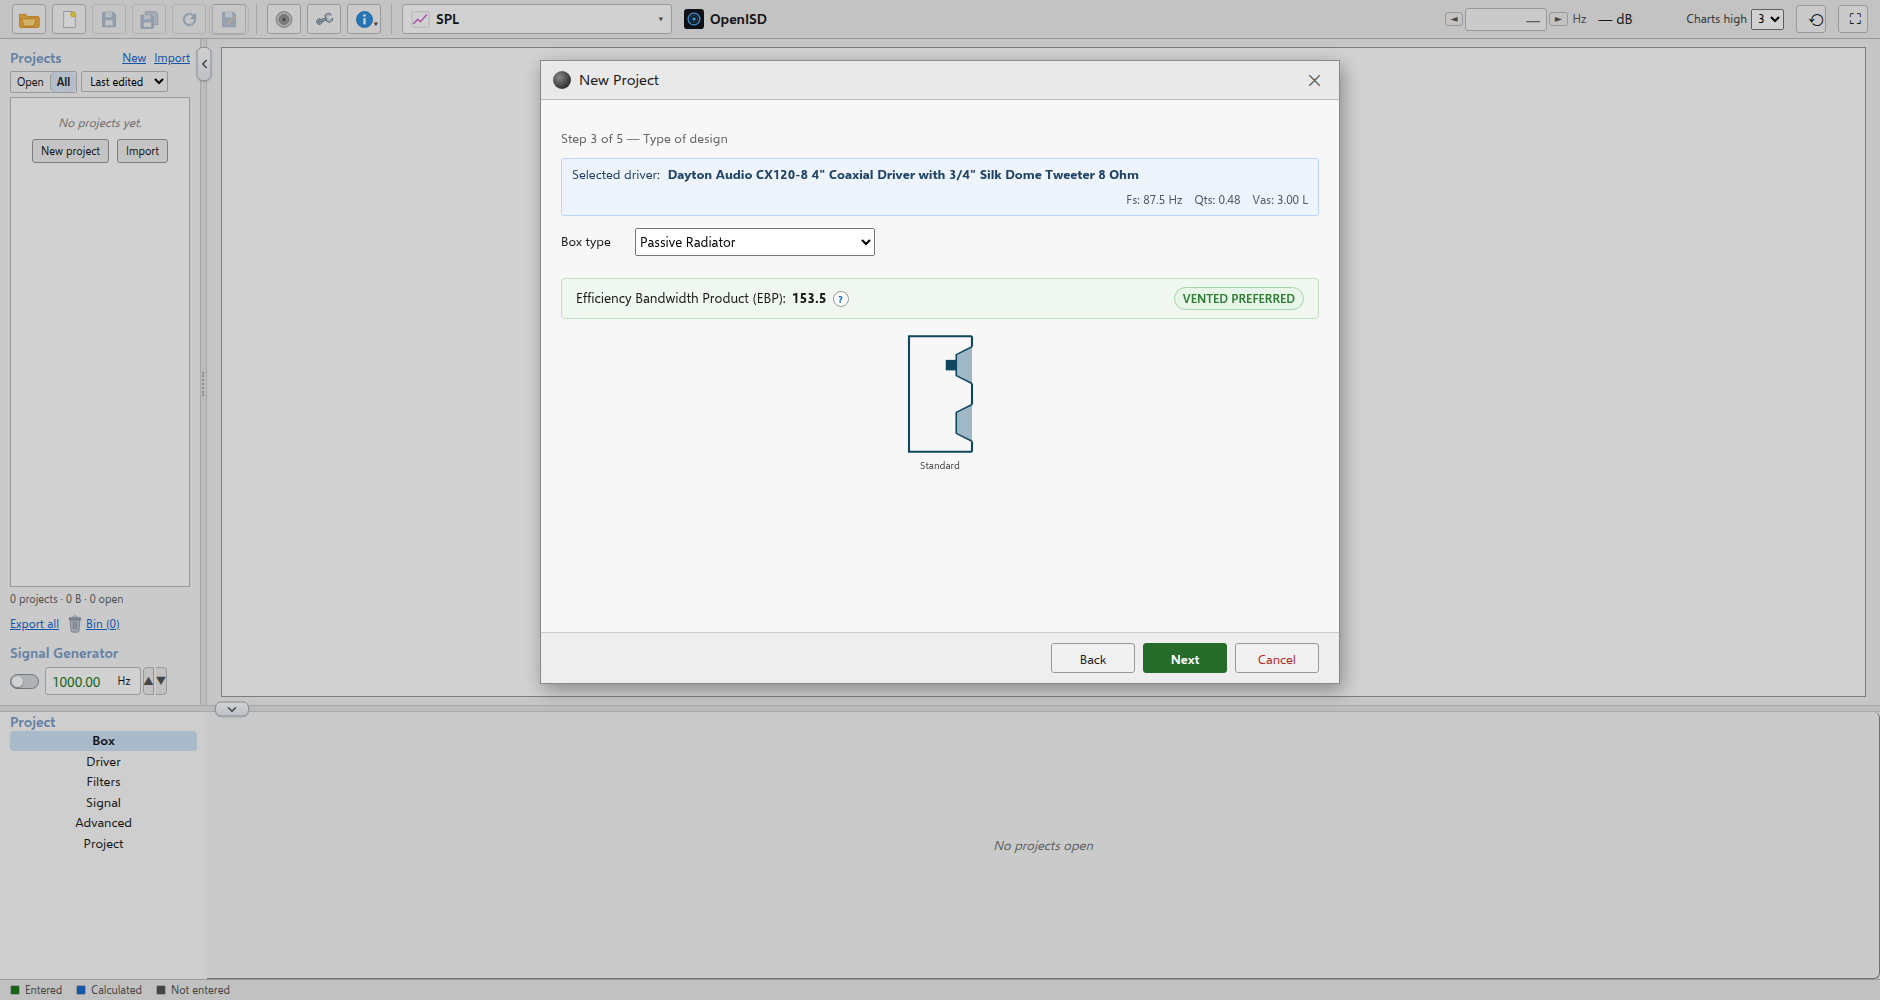 SPL
OpenISD
— Hz — dB
Charts high 3
Projects New Import
Open All Last edited
No projects yet.
New project Import
0 projects · 0 B · 0 open
Export all Bin (0)
Signal Generator
1000.00 Hz
New Project
Step 3 of 5 — Type of design
Selected driver: Dayton Audio CX120-8 4" Coaxial Driver with 3/4" Silk Dome Tweeter 8 Ohm
Fs: 87.5 Hz Qts: 0.48 Vas: 3.00 L
Box type Passive Radiator
Efficiency Bandwidth Product (EBP): 153.5 ? VENTED PREFERRED
Standard
Back Next Cancel
Project
Box
Driver
Filters
Signal
Advanced
Project
No projects open
Entered Calculated Not entered